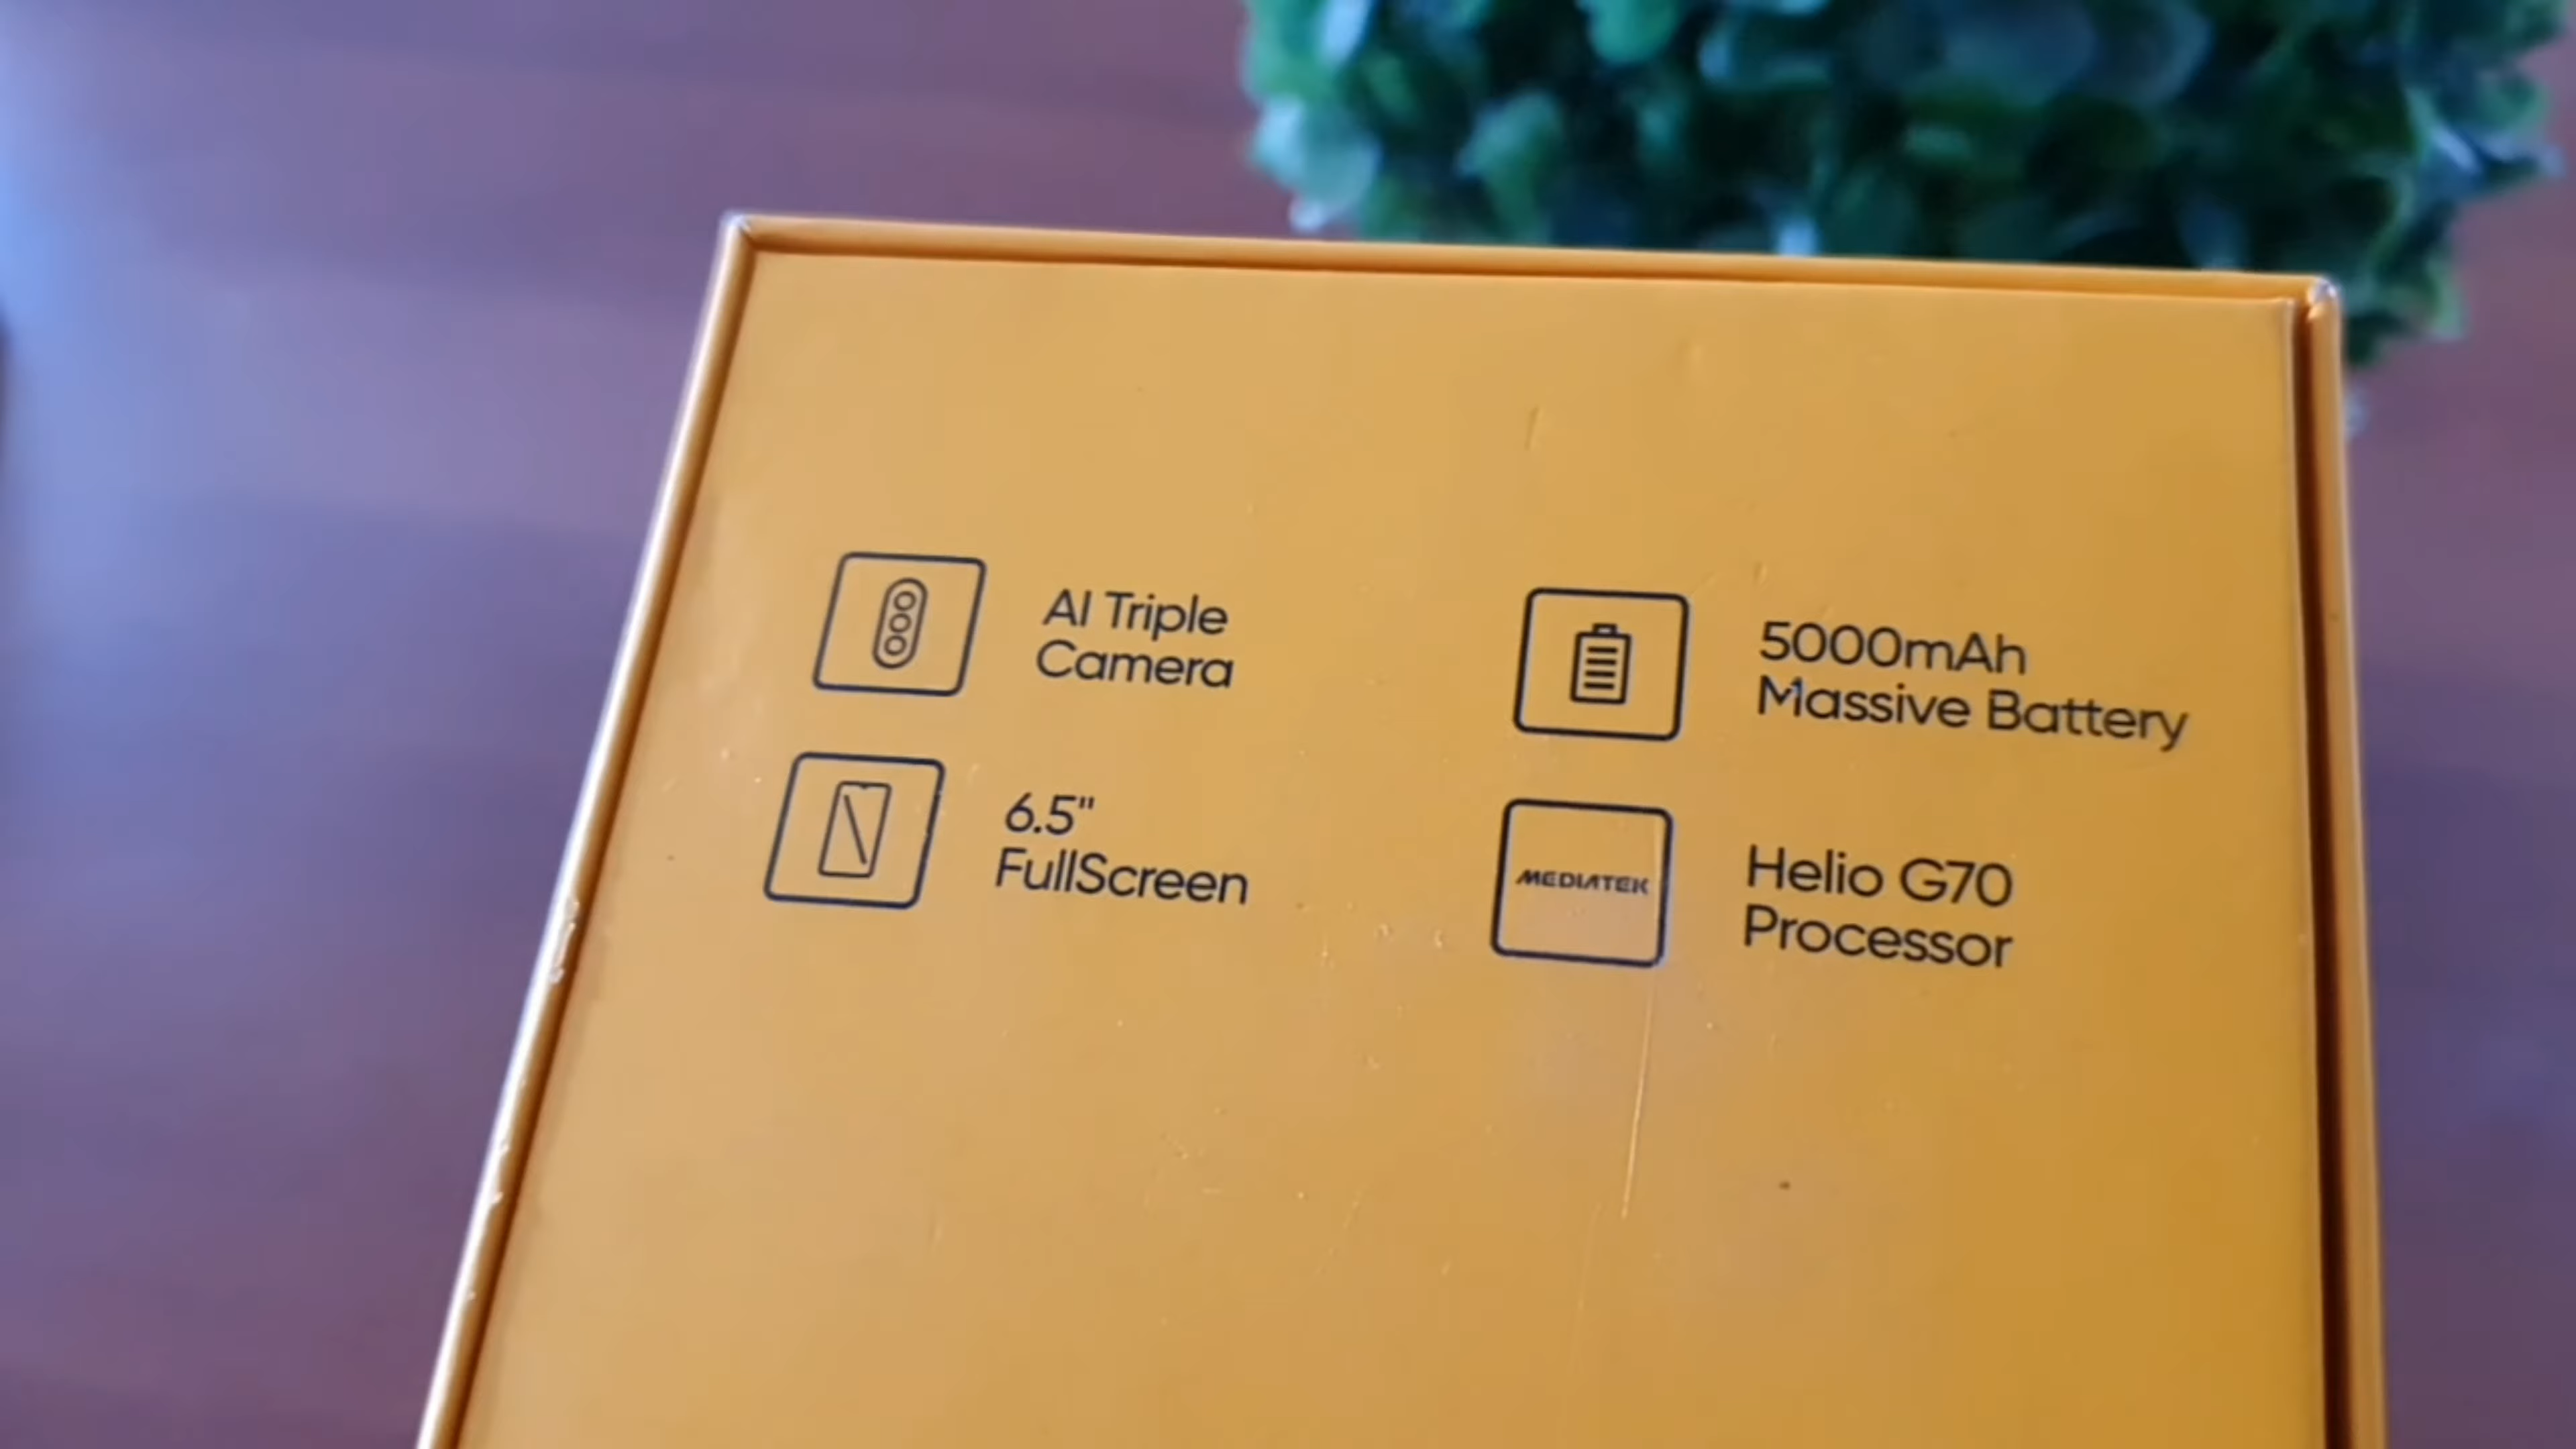 AI Triple
Camera
5000mAh
Massive Battery
6.5"
FullScreen
MEDIATEK
Helio G70
Processor